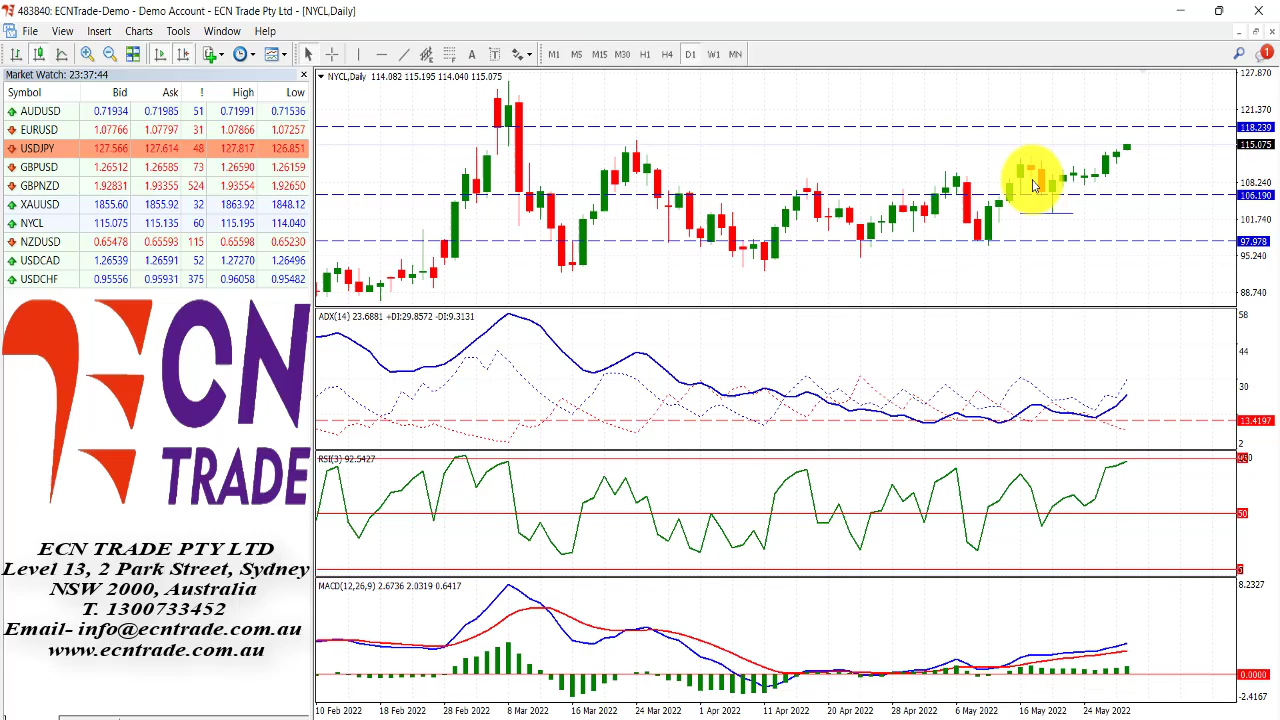 483840: ECNTrade-Demo - Demo Account - ECN Trade Pty Ltd - [NYCL,Daily]
File View Insert Charts Tools Window Help
M1 M5 M15 M30 H1 H4 D1 W1 MN
1
Market Watch: 23:37:44
Symbol Bid Ask ! High Low
AUDUSD 0.71934 0.71985 51 0.71991 0.71536
EURUSD 1.07766 1.07797 31 1.07866 1.07257
USDJPY 127.566 127.614 48 127.817 126.851
GBPUSD 1.26512 1.26585 73 1.26590 1.26159
GBPNZD 1.92831 1.93355 524 1.93554 1.92650
XAUUSD 1855.60 1856.20 60 1863.92 1848.12
NYCL 115.075 115.135 60 115.195 114.040
NZDUSD 0.65478 0.65593 115 0.65598 0.65230
USDCAD 1.26539 1.26591 52 1.27270 1.26496
USDCHF 0.95556 0.95931 375 0.96058 0.95482
ECN
TRADE
ECN TRADE PTY LTD
Level 13, 2 Park Street, Sydney
NSW 2000, Australia
T. 1300733452
Email- info@ecntrade.com.au
www.ecntrade.com.au
NYCL,Daily 114.082 115.195 114.040 115.075
127.870
121.370
118.239
115.075
108.240
106.190
101.740
97.978
95.240
88.740
ADX(14) 23.6881 +DI:29.8572 -DI:9.3131
58
44
30
13.4197
2
RSI(3) 92.5427
50
5
MACD(12,26,9) 2.6736 2.0319 0.6417
8.2327
0.0000
-2.4167
10 Feb 2022 18 Feb 2022 28 Feb 2022 8 Mar 2022 16 Mar 2022 24 Mar 2022 1 Apr 2022 11 Apr 2022 20 Apr 2022 28 Apr 2022 6 May 2022 16 May 2022 24 May 2022